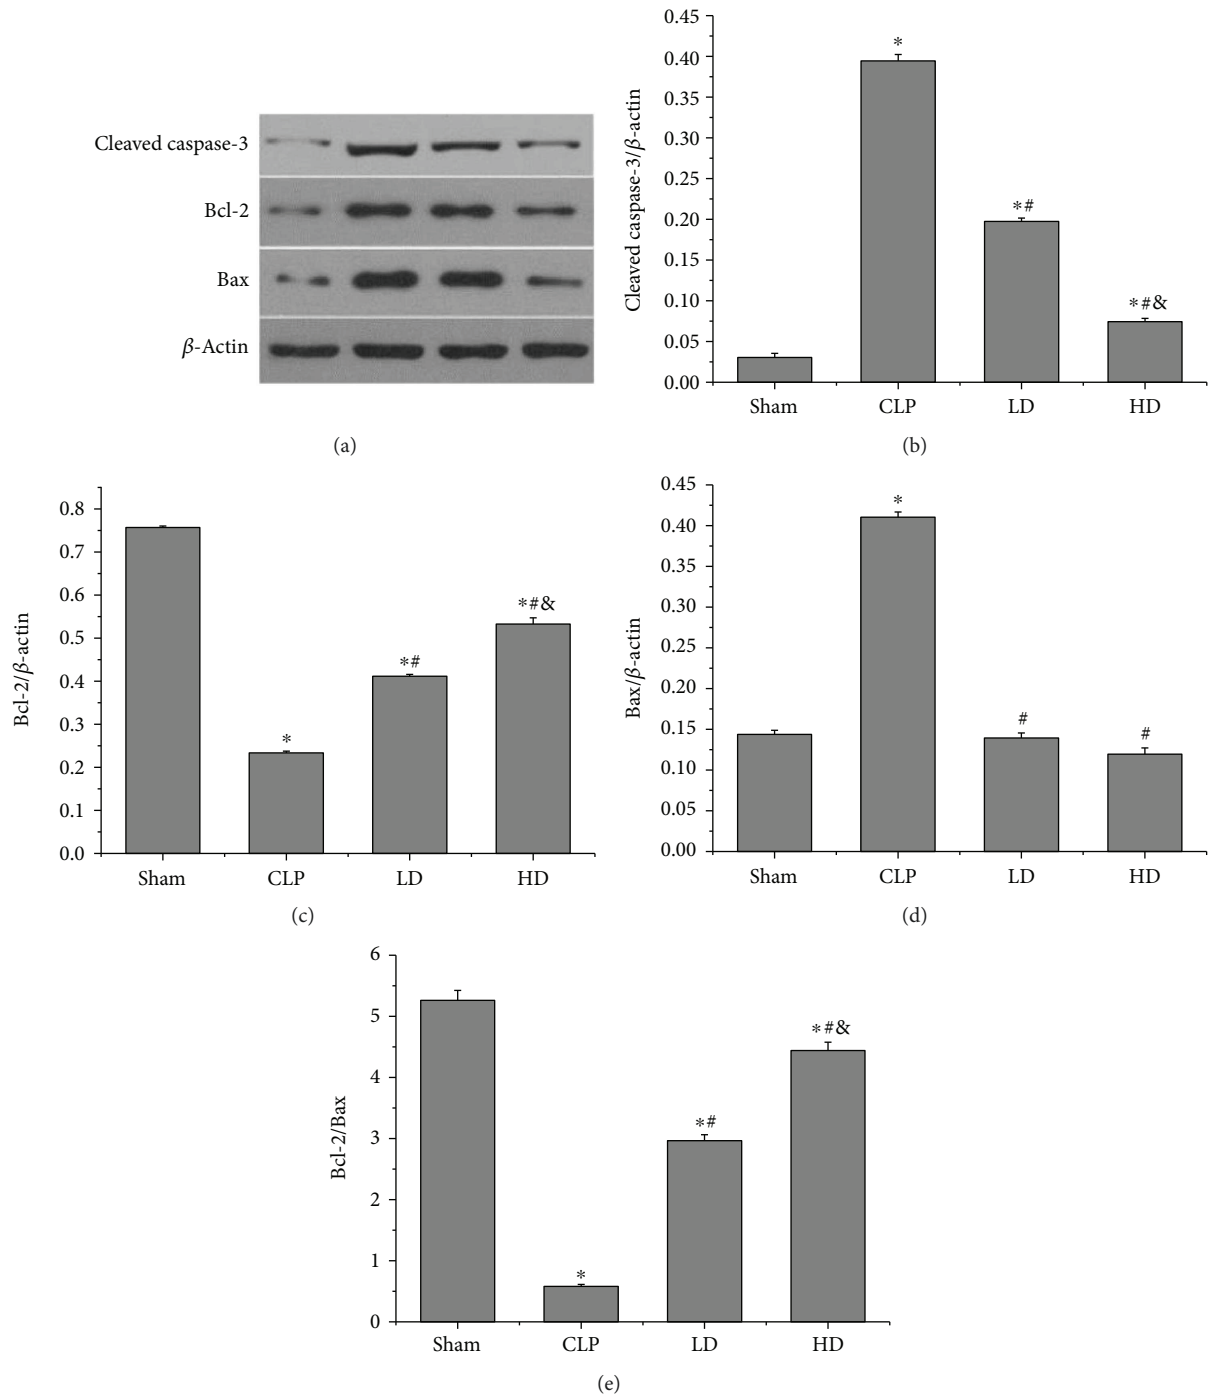 Cleaved caspase-3
Bcl-2
Bax
β-Actin
(a)
Cleaved caspase-3/β-actin
0.45
0.40
0.35
0.30
0.25
0.20
0.15
0.10
0.05
0.00
*
*#
*#&
Sham CLP LD HD
(b)
Bcl-2/β-actin
0.8
0.7
0.6
0.5
0.4
0.3
0.2
0.1
0.0
*
*#
*#&
Sham CLP LD HD
(c)
Bax/β-actin
0.45
0.40
0.35
0.30
0.25
0.20
0.15
0.10
0.05
0.00
*
#
#
Sham CLP LD HD
(d)
Bcl-2/Bax
6
5
4
3
2
1
0
*
*#
*#&
Sham CLP LD HD
(e)